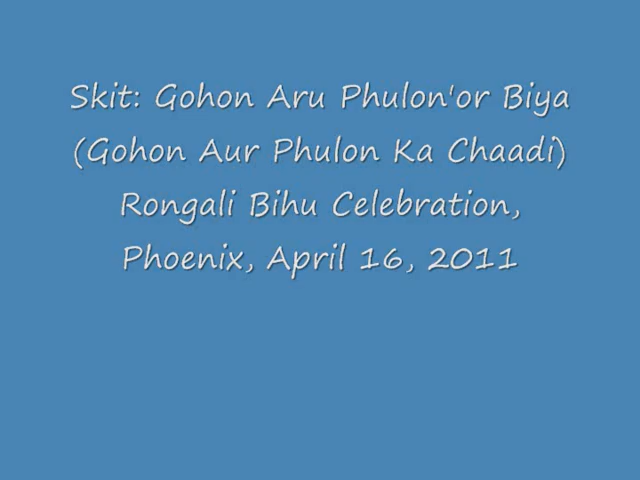 Skit: Gohon Aru Phulon'or Biya
(Gohon Aur Phulon Ka Chaadi)
Rongali Bihu Celebration,
Phoenix, April 16, 2011